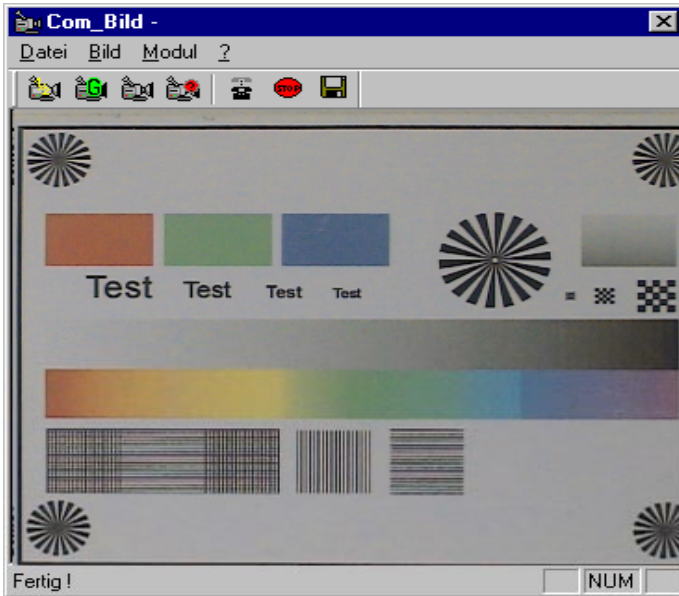 Com_Bild -
Datei Bild Modul ?
G ? STOP
Test Test Test Test
Fertig ! NUM